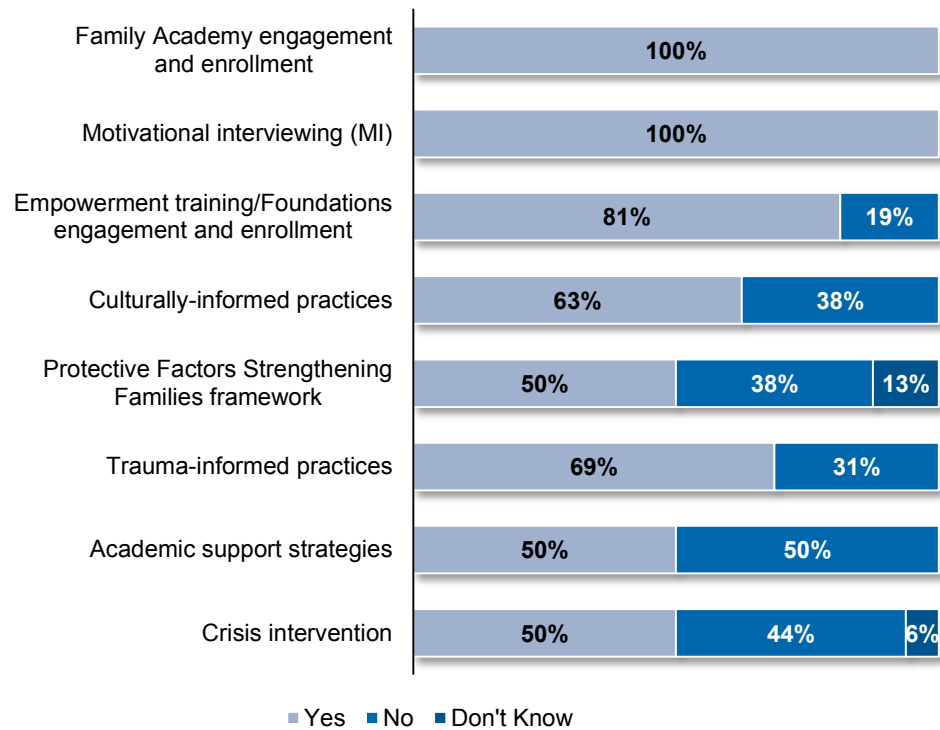 Family Academy engagement
and enrollment
100%
Motivational interviewing (MI)
100%
Empowerment training/Foundations
engagement and enrollment
81% 19%
Culturally-informed practices
63% 38%
Protective Factors Strengthening
Families framework
50% 38% 13%
Trauma-informed practices
69% 31%
Academic support strategies
50% 50%
Crisis intervention
50% 44% 6%
Yes No Don't Know